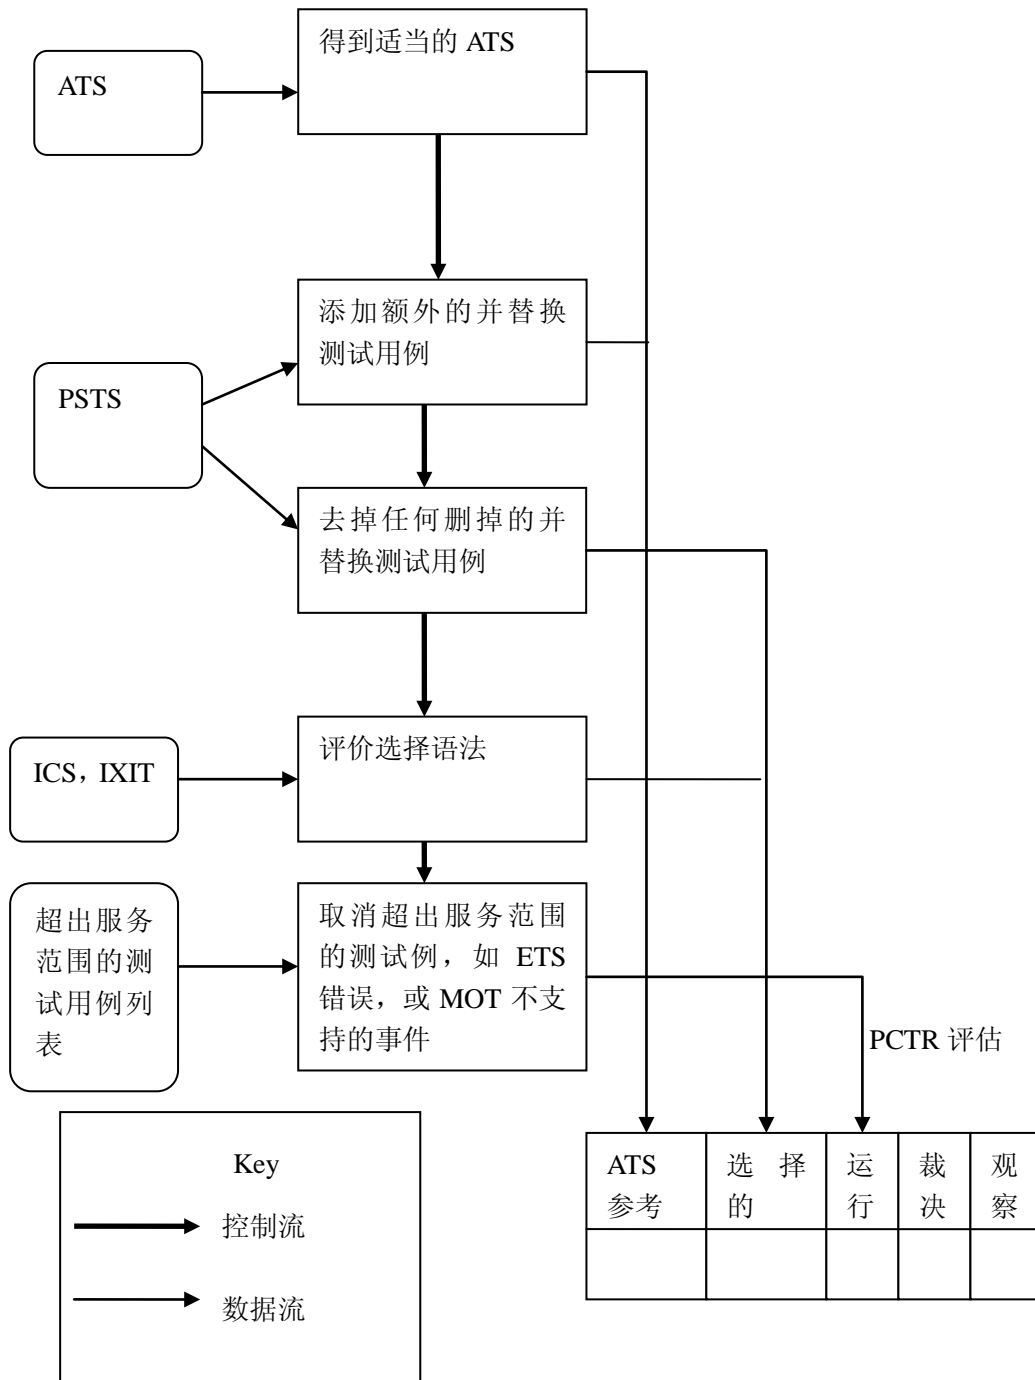 得到适当的 ATS
ATS
添加额外的并替换
测试用例
PSTS
去掉任何删掉的并
替换测试用例
评价选择语法
ICS，IXIT
取消超出服务范围
的测试例，如 ETS
错误，或 MOT 不支
持的事件
超出服务
范围的测
试用例列
表
PCTR 评估
Key
控制流
数据流
ATS
参考
选择
的
运
行
裁
决
观
察